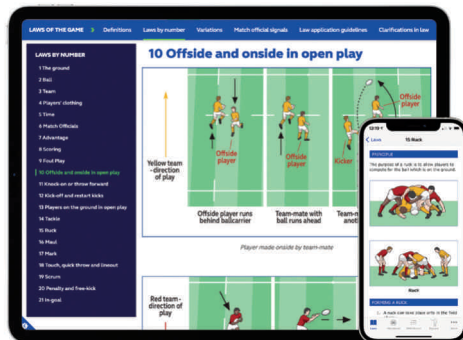 LAWS OF THE GAME
Definitions
Laws by number
Variations
Match official signals
Law application guidelines
Clarifications in law
LAWS BY NUMBER
1 The ground
2 Ball
3 Team
4 Players' clothing
5 Time
6 Match Officials
7 Advantage
8 Scoring
9 Foul Play
10 Offside and onside in open play
11 Knock-on or throw forward
12 Kick-off and restart kicks
13 Players on the ground in open play
14 Tackle
15 Ruck
16 Maul
17 Mark
18 Touch, quick throw and lineout
19 Scrum
20 Penalty and free-kick
21 In-goal
10 Offside and onside in open play
Yellow team
-direction
of play
Offside
player
Offside
player
Offside
player
Kicker
Offside player runs
behind ballcarrier
Team-mate with
ball runs ahead
Team-m
anot
Player made onside by team-mate
Red team-
direction
of play
12:19
Laws
15 Ruck
PRINCIPLE
The purpose of a ruck is to allow players to
compete for the ball which is on the ground.
Ruck
FORMING A RUCK